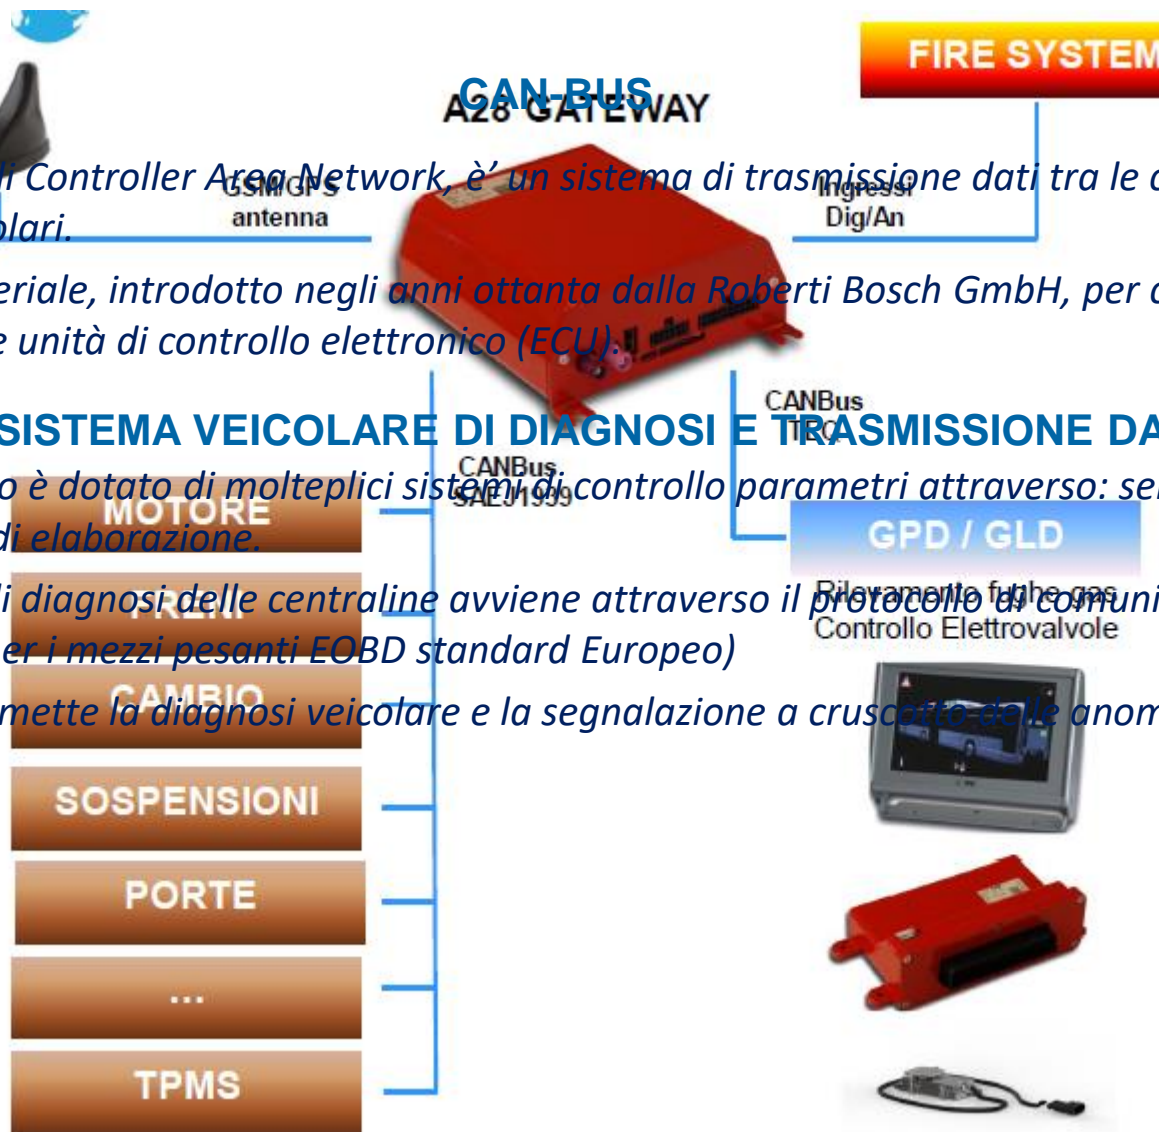 FIRE SYSTEM
CAN-BUS
A28 GATEWAY
di Controller Area Network, è’ un sistema di trasmissione dati tra le
GSM/GPS
antenna
Ingressi
Dig/An
olari.
eriale, introdotto negli anni ottanta dalla Roberti Bosch GmbH, per
e unità di controllo elettronico (ECU).
CANBus
TEQ
SISTEMA VEICOLARE DI DIAGNOSI E TRASMISSIONE DA
CANBus
SAEJ1939
o è dotato di molteplici sistemi di controllo parametri attraverso: se
MOTORE
di elaborazione.
GPD / GLD
di diagnosi delle centraline avviene attraverso il protocollo di comuni
FRENI
Rilevamento fughe gas
Controllo Elettrovalvole
er i mezzi pesanti EOBD standard Europeo)
CAMBIO
mette la diagnosi veicolare e la segnalazione a cruscotto delle anom
SOSPENSIONI
PORTE
...
TPMS